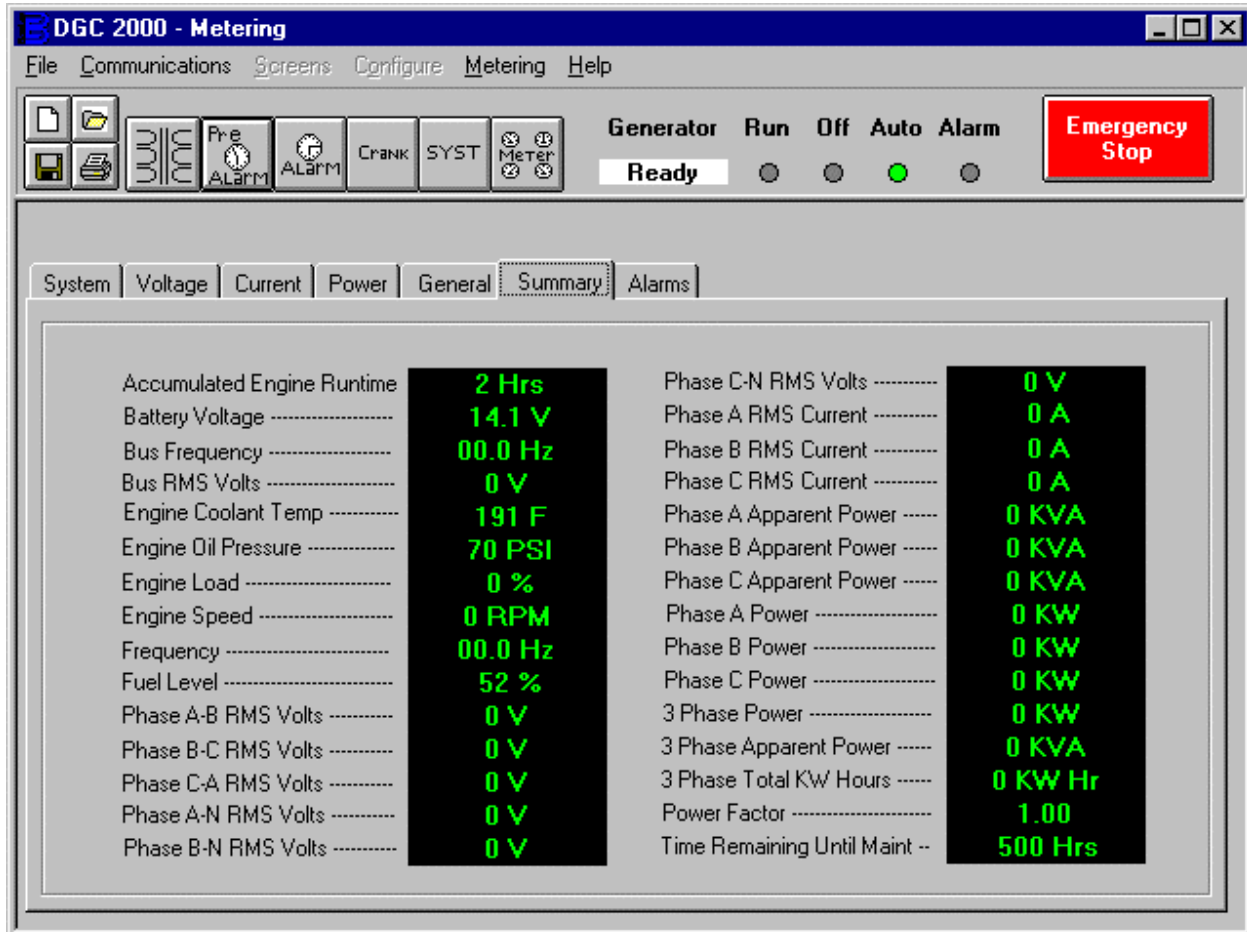 DGC 2000 - Metering
File Communications Screens Configure Metering Help
Pre ALarm
ALarm
Crank
SYST
Meter
Generator Run Off Auto Alarm
Ready
Emergency
Stop
System Voltage Current Power General Summary Alarms
Accumulated Engine Runtime 2 Hrs
Battery Voltage -------------------- 14.1 V
Bus Frequency -------------------- 00.0 Hz
Bus RMS Volts --------------------- 0 V
Engine Coolant Temp ----------- 191 F
Engine Oil Pressure -------------- 70 PSI
Engine Load ------------------------ 0 %
Engine Speed ---------------------- 0 RPM
Frequency --------------------------- 00.0 Hz
Fuel Level ---------------------------- 52 %
Phase A-B RMS Volts ---------- 0 V
Phase B-C RMS Volts ---------- 0 V
Phase C-A RMS Volts ---------- 0 V
Phase A-N RMS Volts ---------- 0 V
Phase B-N RMS Volts ---------- 0 V
Phase C-N RMS Volts ---------- 0 V
Phase A RMS Current ---------- 0 A
Phase B RMS Current ---------- 0 A
Phase C RMS Current ---------- 0 A
Phase A Apparent Power ------ 0 KVA
Phase B Apparent Power ------ 0 KVA
Phase C Apparent Power ------ 0 KVA
Phase A Power -------------------- 0 KW
Phase B Power -------------------- 0 KW
Phase C Power -------------------- 0 KW
3 Phase Power -------------------- 0 KW
3 Phase Apparent Power ------ 0 KVA
3 Phase Total KW Hours ------ 0 KW Hr
Power Factor ----------------------- 1.00
Time Remaining Until Maint -- 500 Hrs